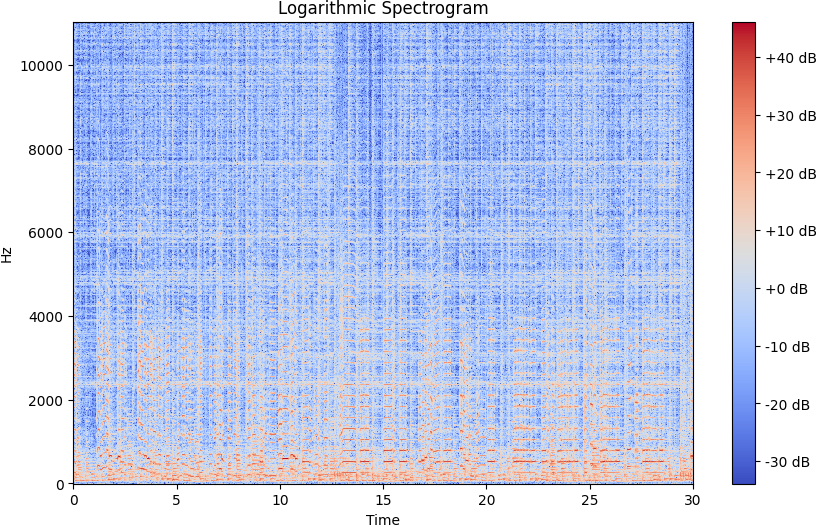 Logarithmic Spectrogram
Hz
10000
8000
6000
4000
2000
0
0 5 10 15 20 25 30
Time
+40 dB
+30 dB
+20 dB
+10 dB
+0 dB
-10 dB
-20 dB
-30 dB